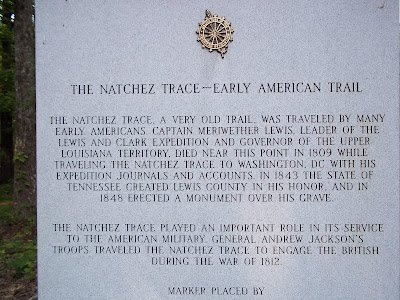 THE NATCHEZ TRACE—EARLY AMERICAN TRAIL
THE NATCHEZ TRACE, A VERY OLD TRAIL, WAS TRAVELED BY MANY
EARLY AMERICANS. CAPTAIN MERIWETHER LEWIS, LEADER OF THE
LEWIS AND CLARK EXPEDITION AND GOVERNOR OF THE UPPER
LOUISIANA TERRITORY, DIED NEAR THIS POINT IN 1809 WHILE
TRAVELING THE NATCHEZ TRACE TO WASHINGTON, DC WITH HIS
EXPEDITION JOURNALS AND ACCOUNTS. IN 1843 THE STATE OF
TENNESSEE CREATED LEWIS COUNTY IN HIS HONOR, AND IN
1848 ERECTED A MONUMENT OVER HIS GRAVE.
THE NATCHEZ TRACE PLAYED AN IMPORTANT ROLE IN ITS SERVICE
TO THE AMERICAN MILITARY. GENERAL ANDREW JACKSON'S
TROOPS TRAVELED THE NATCHEZ TRACE TO ENGAGE THE BRITISH
DURING THE WAR OF 1812.
MARKER PLACED BY